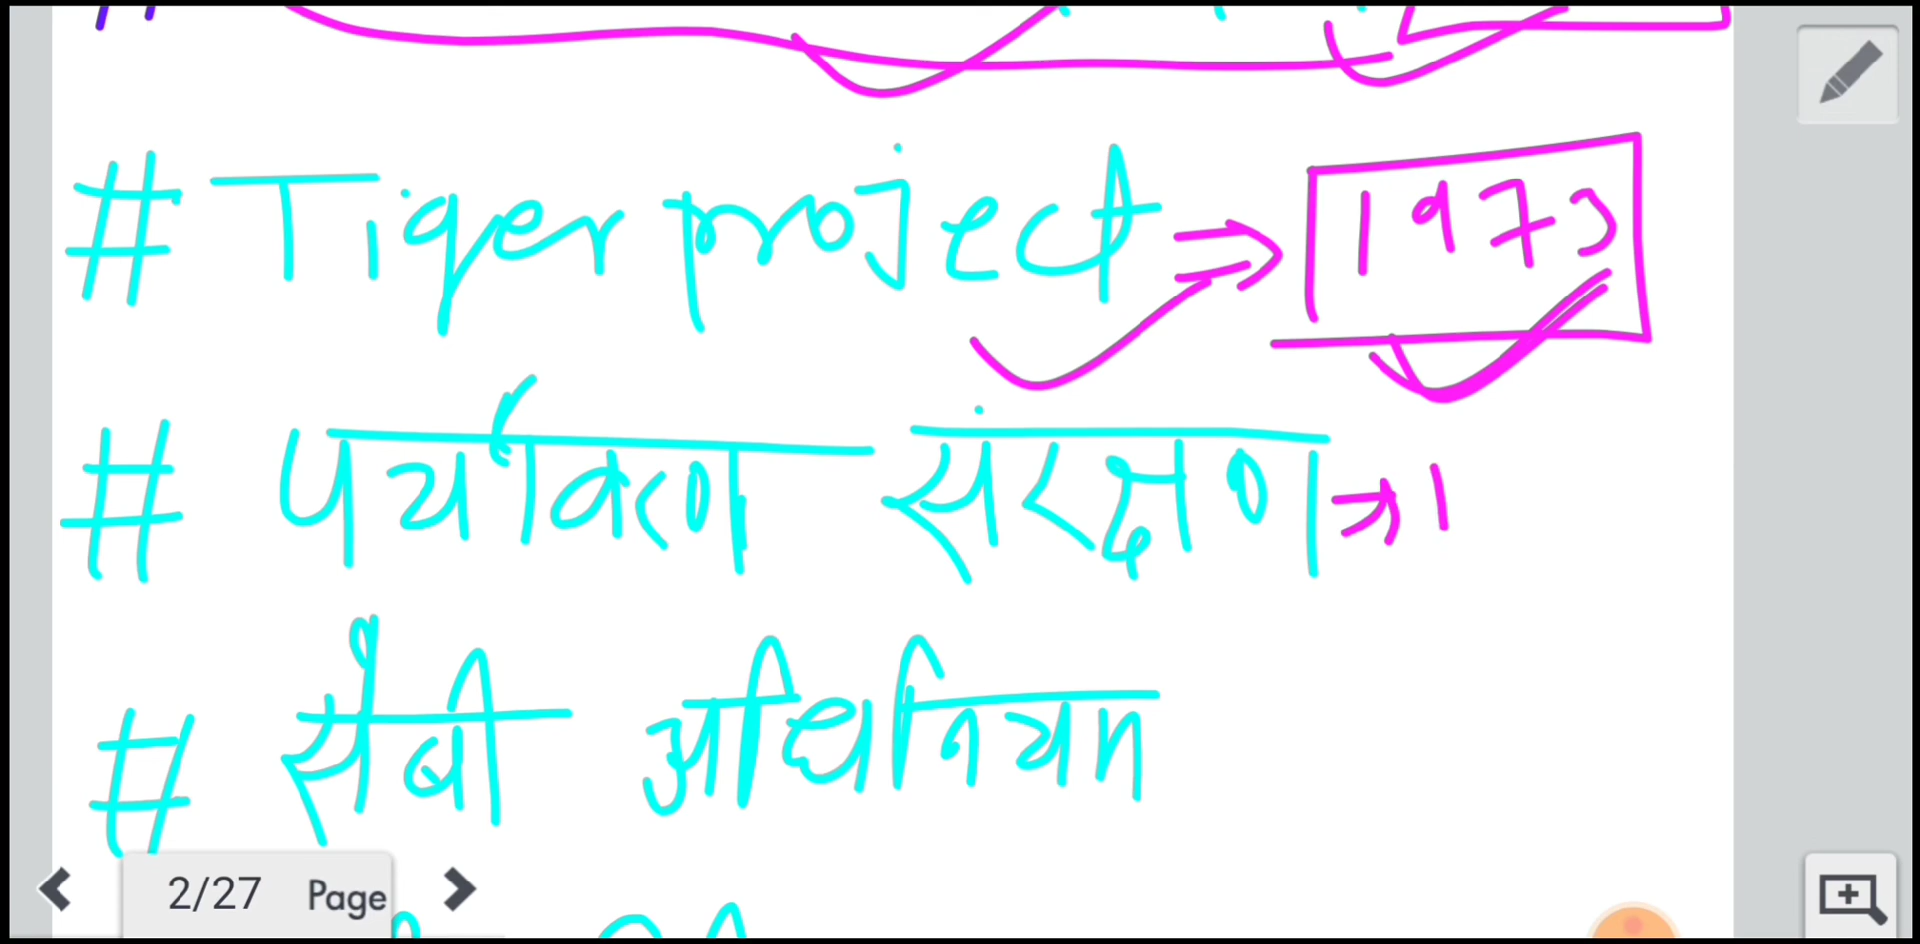 # Tiger project ⇒ 1973
# पर्यावरण संरक्षण → 1
# सेबी अधिनियम
2/27 Page